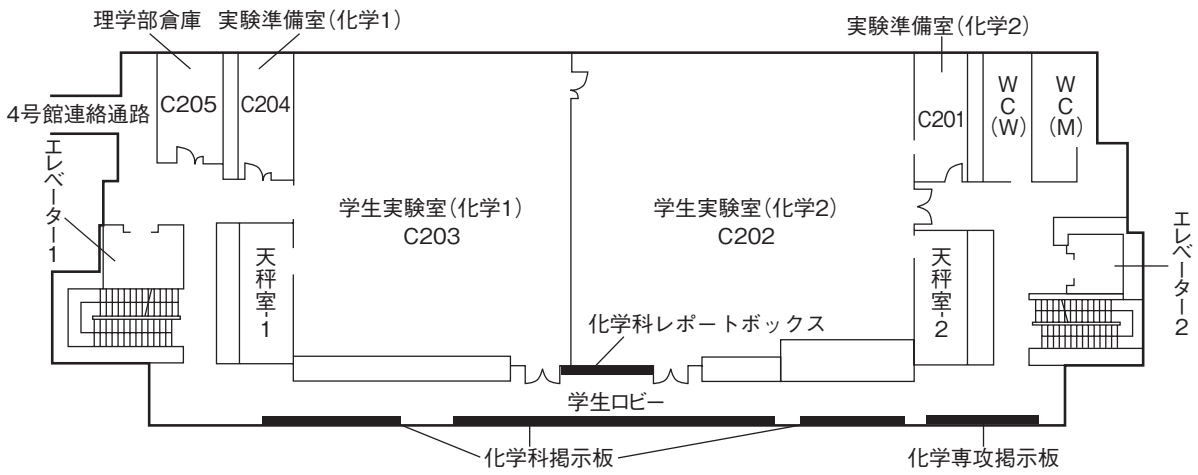 理学部倉庫
実験準備室(化学1)
実験準備室(化学2)
C205
C204
C201
WC(W)
WC(M)
4号館連絡通路
エレベーター1
学生実験室(化学1)
C203
学生実験室(化学2)
C202
エレベーター2
天秤室-1
天秤室-2
化学科レポートボックス
学生ロビー
化学科掲示板
化学専攻掲示板